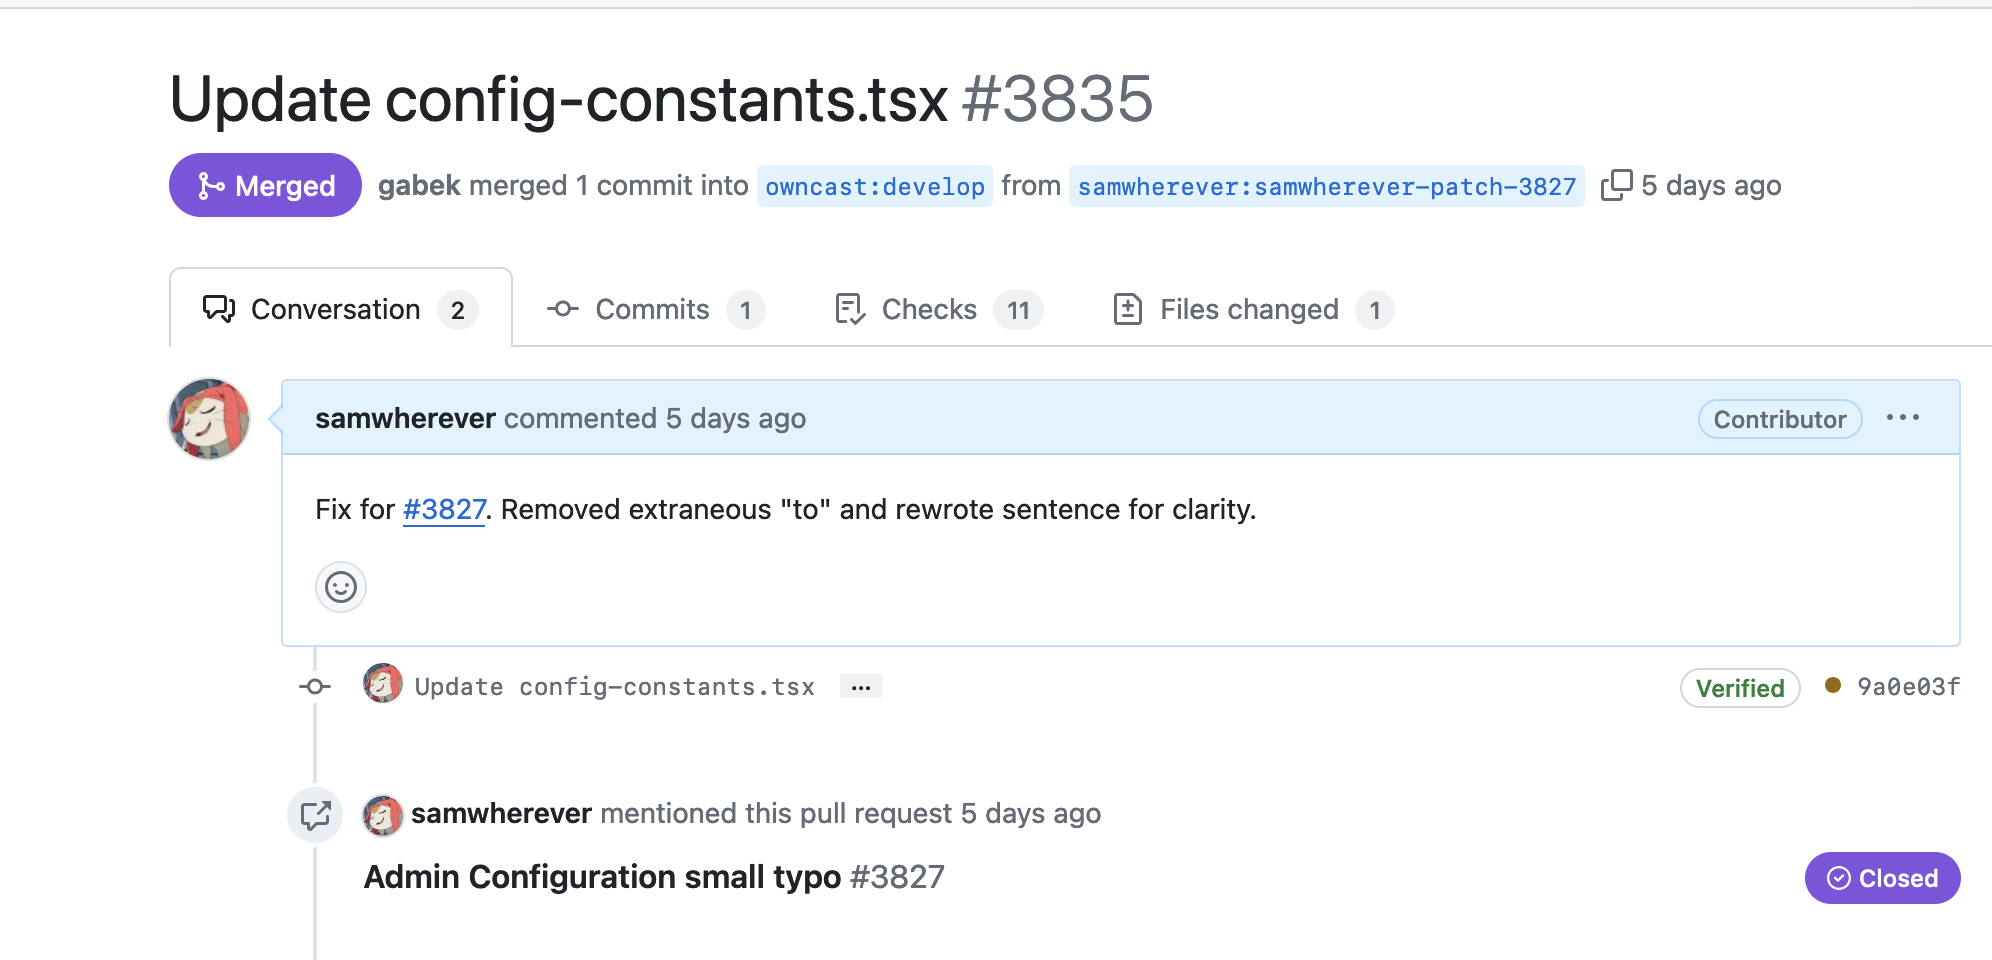 Update config-constants.tsx #3835
Merged gabek merged 1 commit into owncast:develop from samwherever:samwherever-patch-3827 5 days ago
Conversation 2 Commits 1 Checks 11 Files changed 1
samwherever commented 5 days ago Contributor ...
Fix for #3827. Removed extraneous "to" and rewrote sentence for clarity.
Update config-constants.tsx ... Verified 9a0e03f
samwherever mentioned this pull request 5 days ago
Admin Configuration small typo #3827 Closed